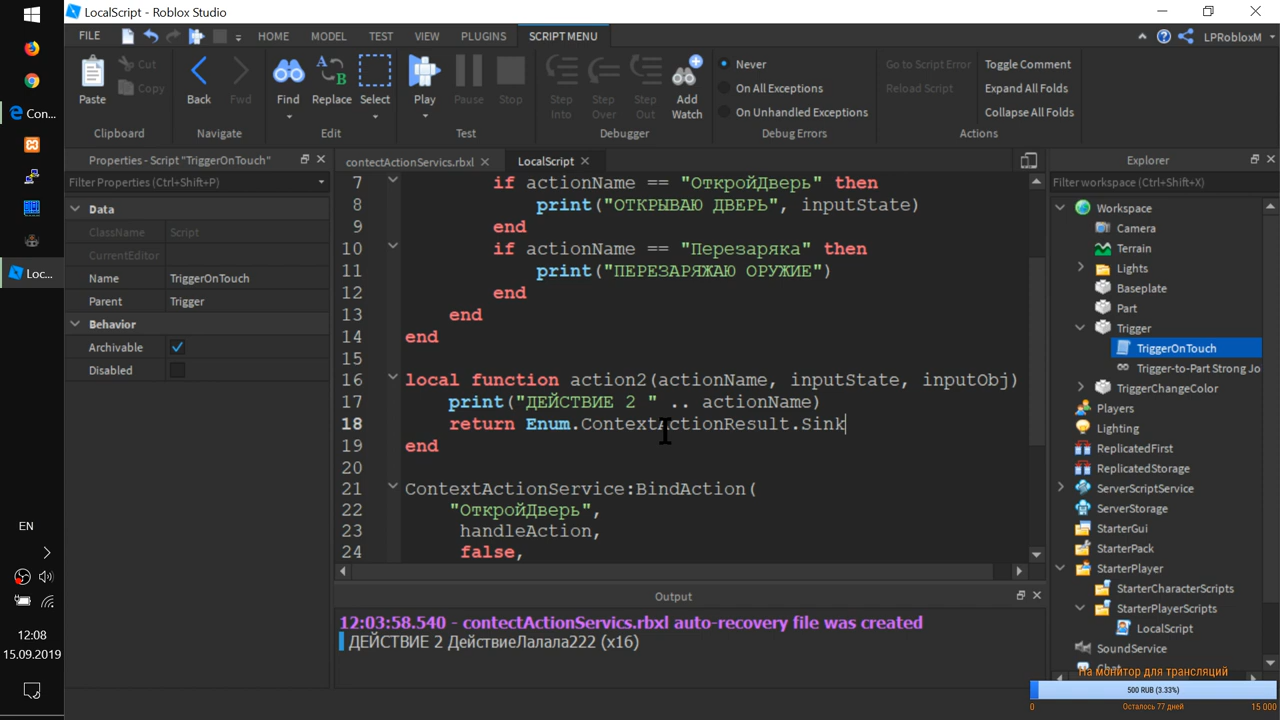 LocalScript - Roblox Studio
FILE
HOME
MODEL
TEST
VIEW
PLUGINS
SCRIPT MENU
LPRobloxM
Paste
Cut
Copy
Clipboard
Back
Fwd
Navigate
Find
Replace
Select
Edit
Play
Pause
Stop
Test
Step Into
Step Over
Step Out
Add Watch
Debugger
Never
On All Exceptions
On Unhandled Exceptions
Debug Errors
Go to Script Error
Reload Script
Toggle Comment
Expand All Folds
Collapse All Folds
Actions
Con...
Loc...
EN
12:08
15.09.2019
Properties - Script "TriggerOnTouch"
Filter Properties (Ctrl+Shift+P)
Data
ClassName Script
CurrentEditor
Name TriggerOnTouch
Parent Trigger
Behavior
Archivable
Disabled
contectActionServics.rbxl
LocalScript
7 if actionName == "ОткройДверь" then
8 print("ОТКРЫВАЮ ДВЕРЬ", inputState)
9 end
10 if actionName == "Перезаряка" then
11 print("ПЕРЕЗАРЯЖАЮ ОРУЖИЕ")
12 end
13 end
14 end
15
16 local function action2(actionName, inputState, inputObj)
17 print("ДЕЙСТВИЕ 2 " .. actionName)
18 return Enum.ContextActionResult.Sink
19 end
20
21 ContextActionService:BindAction(
22 "ОткройДверь",
23 handleAction,
24 false,
Output
12:03:58.540 - contectActionServics.rbxl auto-recovery file was created
ДЕЙСТВИЕ 2 ДействиеЛалала222 (x16)
Explorer
Filter workspace (Ctrl+Shift+X)
Workspace
Camera
Terrain
Lights
Baseplate
Part
Trigger
TriggerOnTouch
Trigger-to-Part Strong Jo
TriggerChangeColor
Players
Lighting
ReplicatedFirst
ReplicatedStorage
ServerScriptService
ServerStorage
StarterGui
StarterPack
StarterPlayer
StarterCharacterScripts
StarterPlayerScripts
LocalScript
SoundService
Chat
На монитор для трансляций
500 RUB (3.33%)
0 Осталось 77 дней 15 000